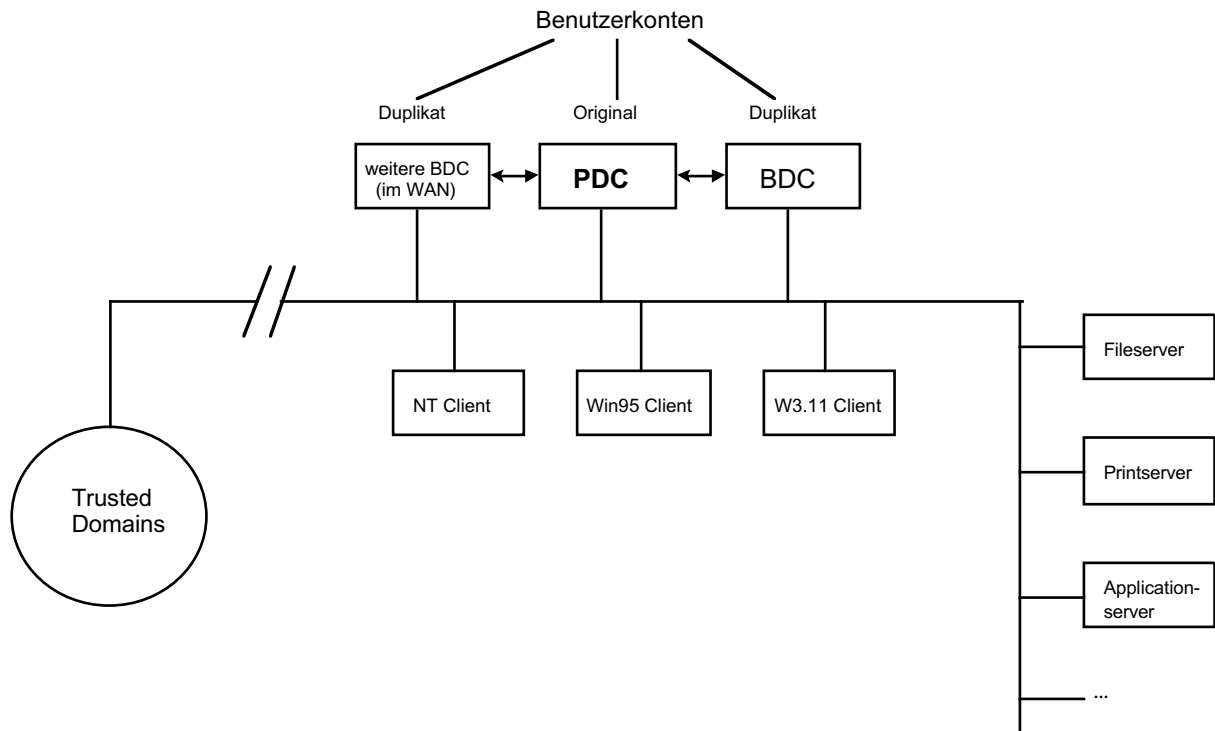 Benutzerkonten
Duplikat
Original
Duplikat
weitere BDC
(im WAN)
PDC
BDC
NT Client
Win95 Client
W3.11 Client
Fileserver
Printserver
Application-
server
...
Trusted
Domains